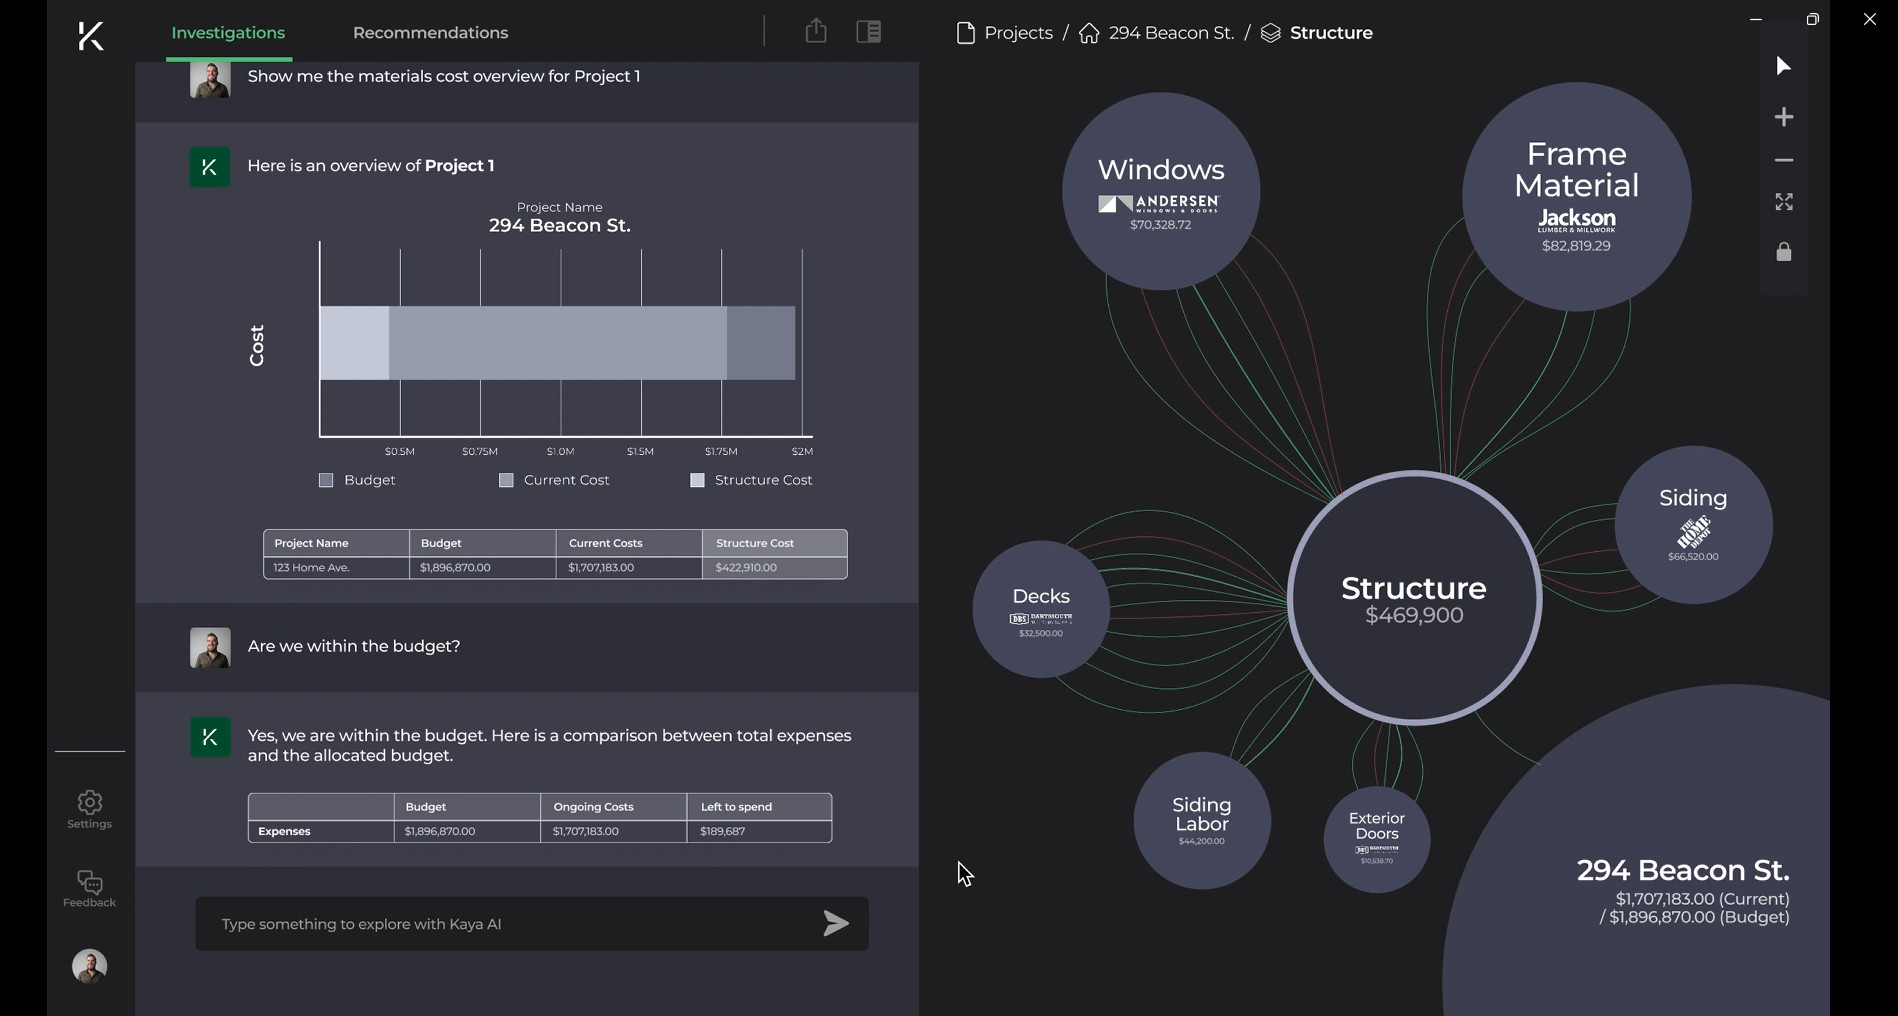 Investigations
Recommendations
Projects / 294 Beacon St. / Structure
Show me the materials cost overview for Project 1
Here is an overview of Project 1
Project Name
294 Beacon St.
Cost
$0.5M $0.75M $1.0M $1.5M $1.75M $2M
Budget Current Cost Structure Cost
Project Name Budget Current Costs Structure Cost
123 Home Ave. $1,896,870.00 $1,707,183.00 $422,910.00
Are we within the budget?
Yes, we are within the budget. Here is a comparison between total expenses
and the allocated budget.
Budget Ongoing Costs Left to spend
Expenses $1,896,870.00 $1,707,183.00 $189,687
Type something to explore with Kaya AI
Settings
Feedback
Windows
ANDERSEN
WINDOWS & DOORS
$70,328.72
Frame
Material
Jackson
LUMBER & MILLWORK
$82,819.29
Siding
THE
HOME
DEPOT
$66,520.00
Decks
DBS DARTMOUTH
$32,500.00
Structure
$469,900
Siding
Labor
$44,200.00
Exterior
Doors
$10,538.70
294 Beacon St.
$1,707,183.00 (Current)
/ $1,896,870.00 (Budget)